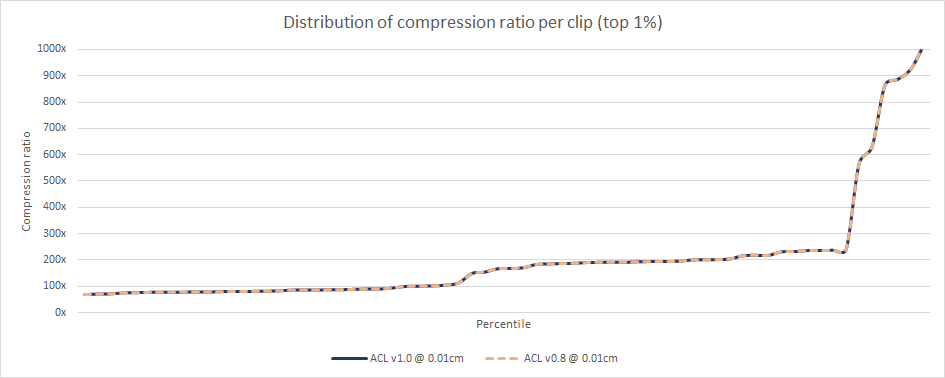 Distribution of compression ratio per clip (top 1%)
1000x
900x
800x
700x
600x
500x
400x
300x
200x
100x
0x
Compression ratio
Percentile
ACL v1.0 @ 0.01cm
ACL v0.8 @ 0.01cm